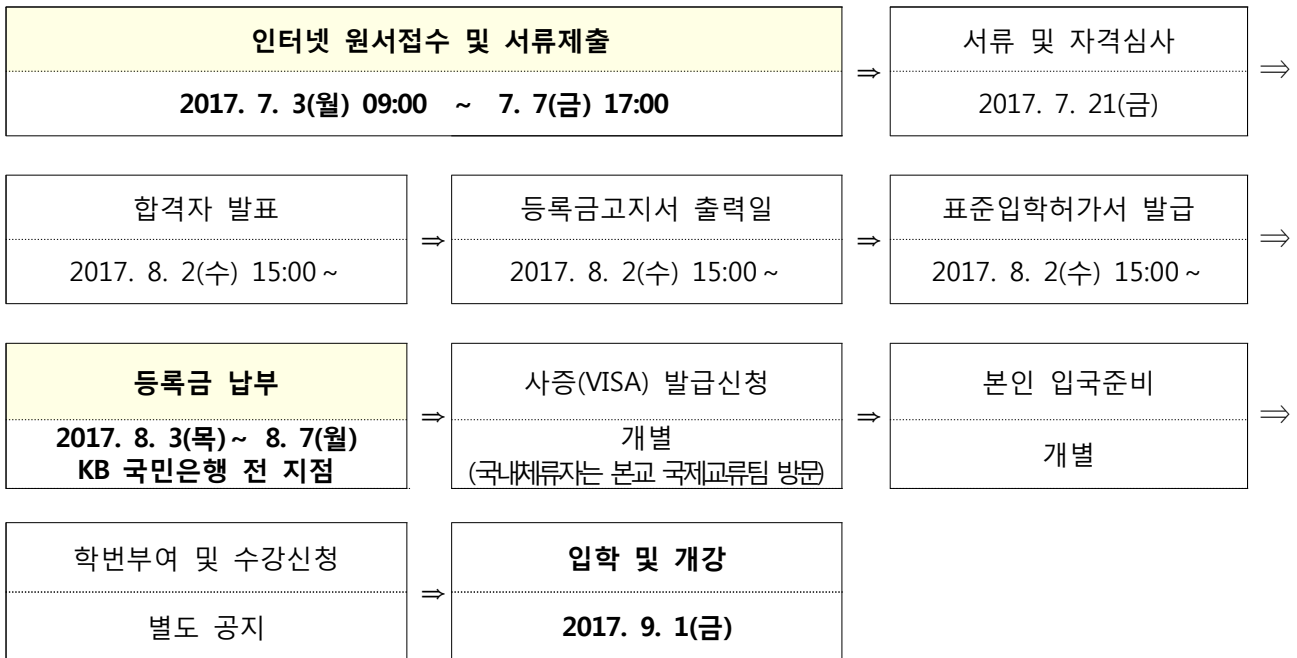 인터넷 원서접수 및 서류제출
2017. 7. 3(월) 09:00 ~ 7. 7(금) 17:00
⇒
서류 및 자격심사
2017. 7. 21(금)
⇒
합격자 발표
2017. 8. 2(수) 15:00 ~
⇒
등록금고지서 출력일
2017. 8. 2(수) 15:00 ~
⇒
표준입학허가서 발급
2017. 8. 2(수) 15:00 ~
⇒
등록금 납부
2017. 8. 3(목) ~ 8. 7(월)
KB 국민은행 전 지점
⇒
사증(VISA) 발급신청
개별
(국내체류자는 본교 국제교류팀 방문)
⇒
본인 입국준비
개별
⇒
학번부여 및 수강신청
별도 공지
⇒
입학 및 개강
2017. 9. 1(금)